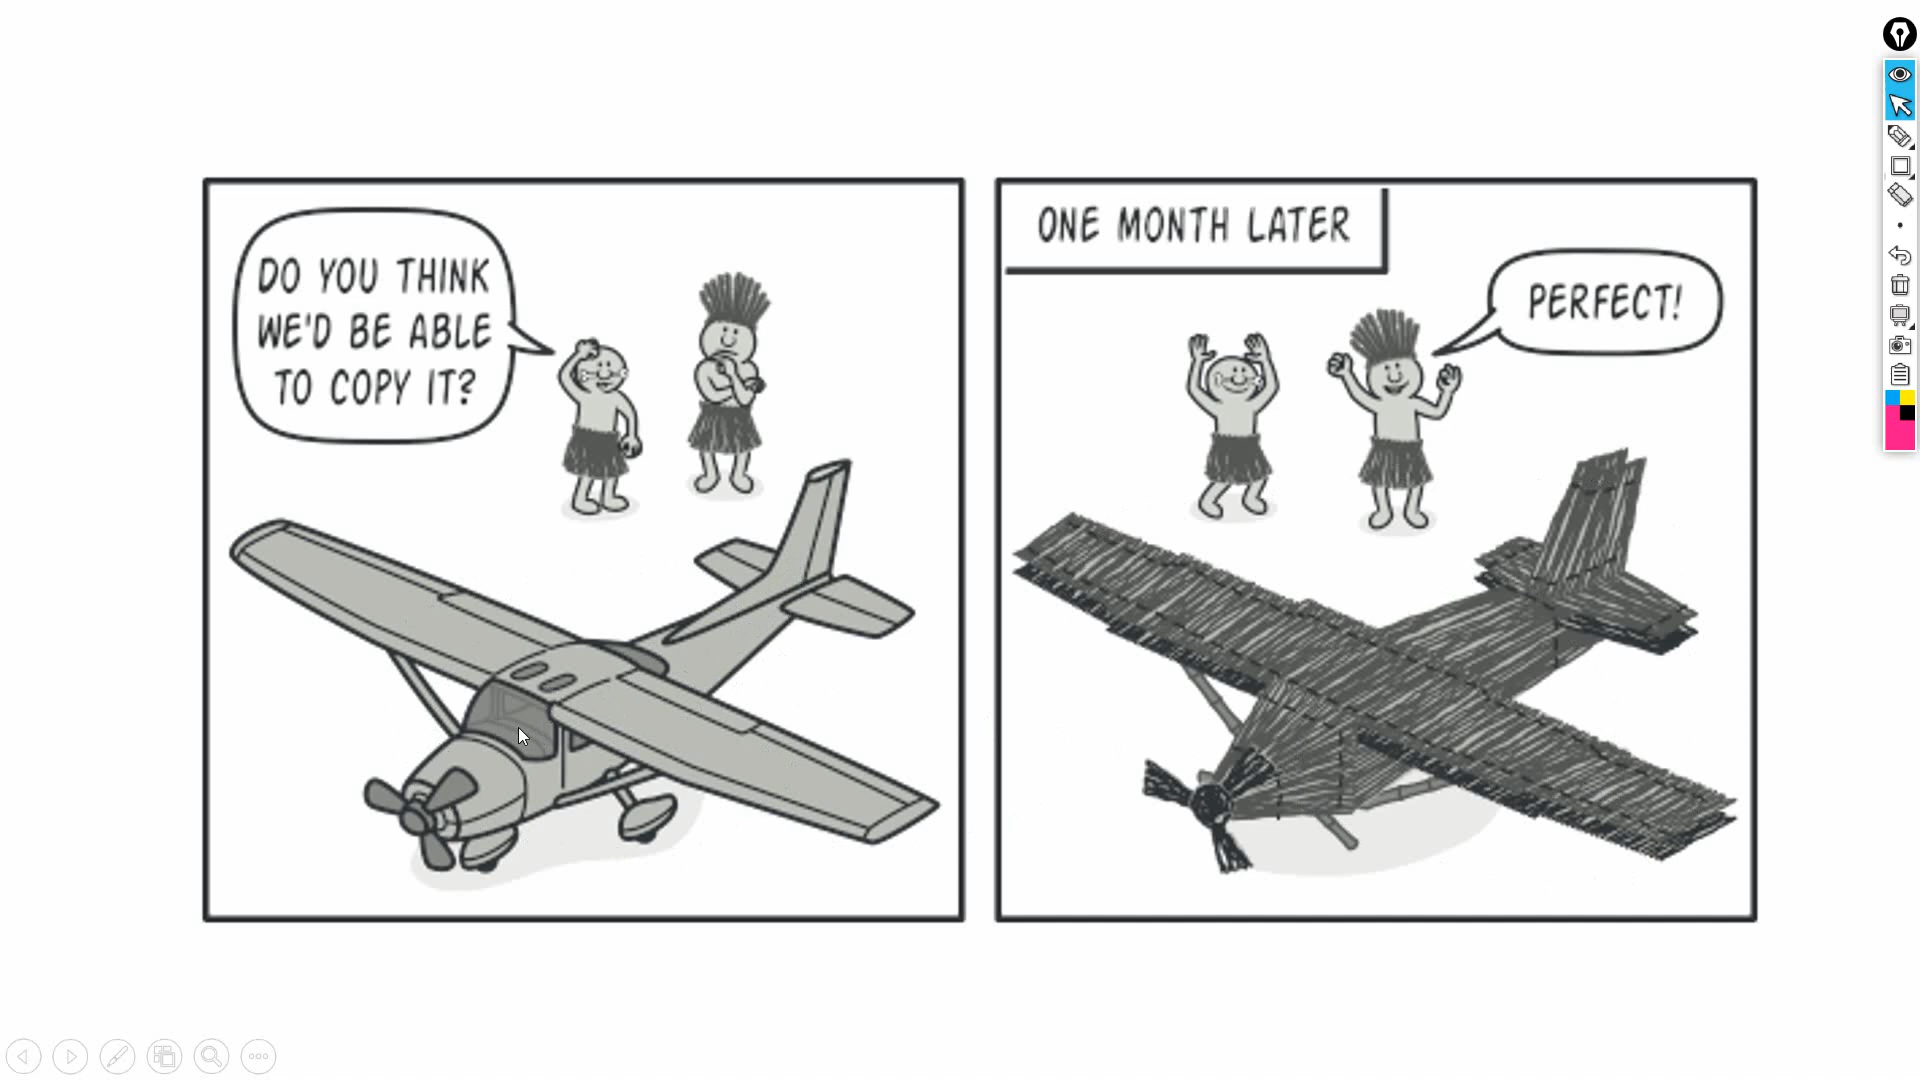 DO YOU THINK
WE'D BE ABLE
TO COPY IT?
ONE MONTH LATER
PERFECT!